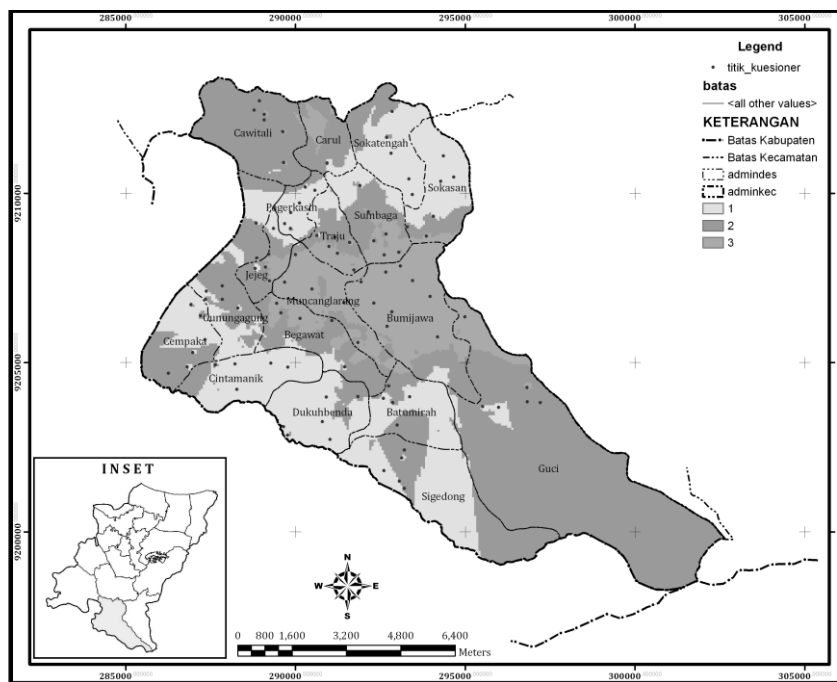 285000
290000
295000
300000
305000
Legend
titik_kuesioner
batas
<all other values>
KETERANGAN
Batas Kabupaten
Batas Kecamatan
admindes
adminkec
1
2
3
Cawitali
Carul
Sokatengah
Sokasan
9210000
9210000
Pagerkasih
Sumbaga
Traju
Jejeg
Muncanglarang
Gunungagung
Bumijawa
Begawat
Cempaka
9205000
9205000
Cintamanik
Dukuhbenda
Batumirah
Guci
Sigedong
INSET
9200000
9200000
N
W E
S
0 800 1,600 3,200 4,800 6,400
Meters
285000
290000
295000
300000
305000